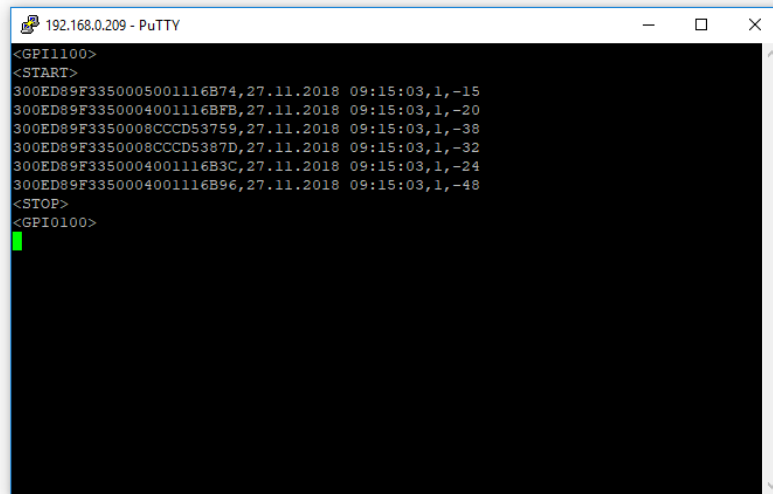 192.168.0.209 - PuTTY
<GPI1100>
<START>
300ED89F3350005001116B74,27.11.2018 09:15:03,1,-15
300ED89F3350004001116BFB,27.11.2018 09:15:03,1,-20
300ED89F3350008CCCD53759,27.11.2018 09:15:03,1,-38
300ED89F3350008CCCD5387D,27.11.2018 09:15:03,1,-32
300ED89F3350004001116B3C,27.11.2018 09:15:03,1,-24
300ED89F3350004001116B96,27.11.2018 09:15:03,1,-48
<STOP>
<GPI0100>